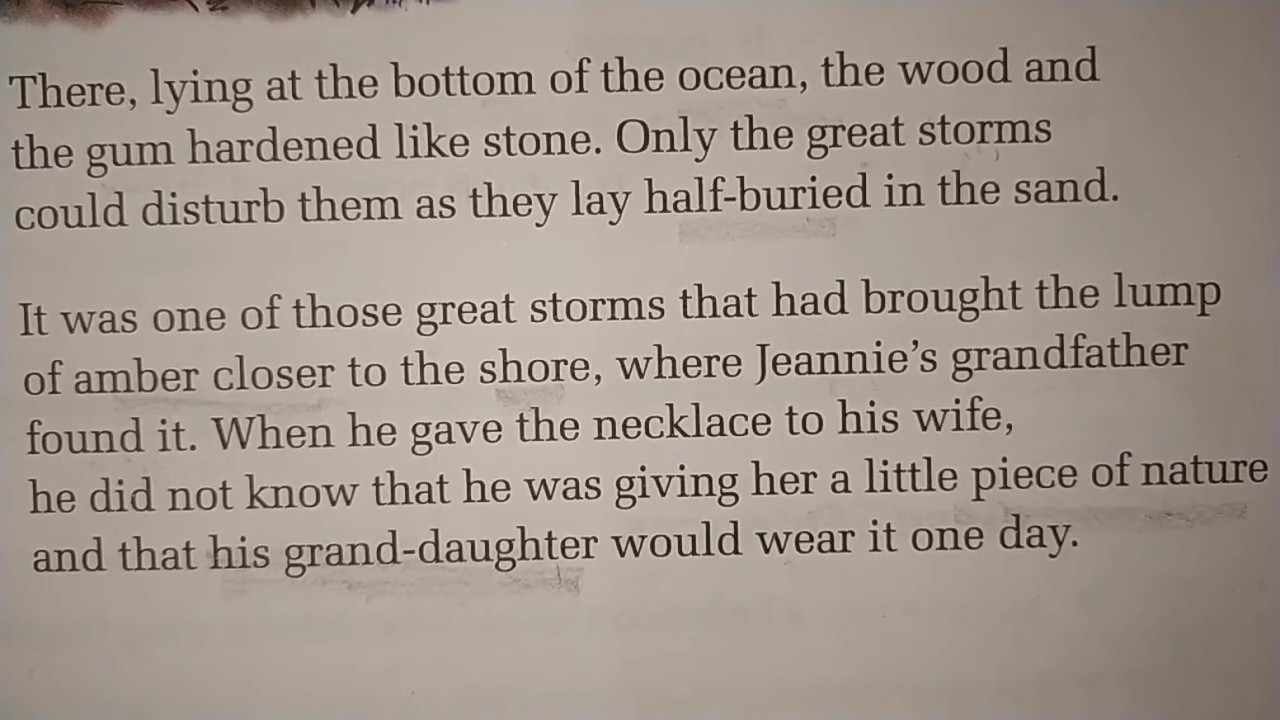 There, lying at the bottom of the ocean, the wood and
the gum hardened like stone. Only the great storms
could disturb them as they lay half-buried in the sand.
It was one of those great storms that had brought the lump
of amber closer to the shore, where Jeannie’s grandfather
found it. When he gave the necklace to his wife,
he did not know that he was giving her a little piece of nature
and that his grand-daughter would wear it one day.